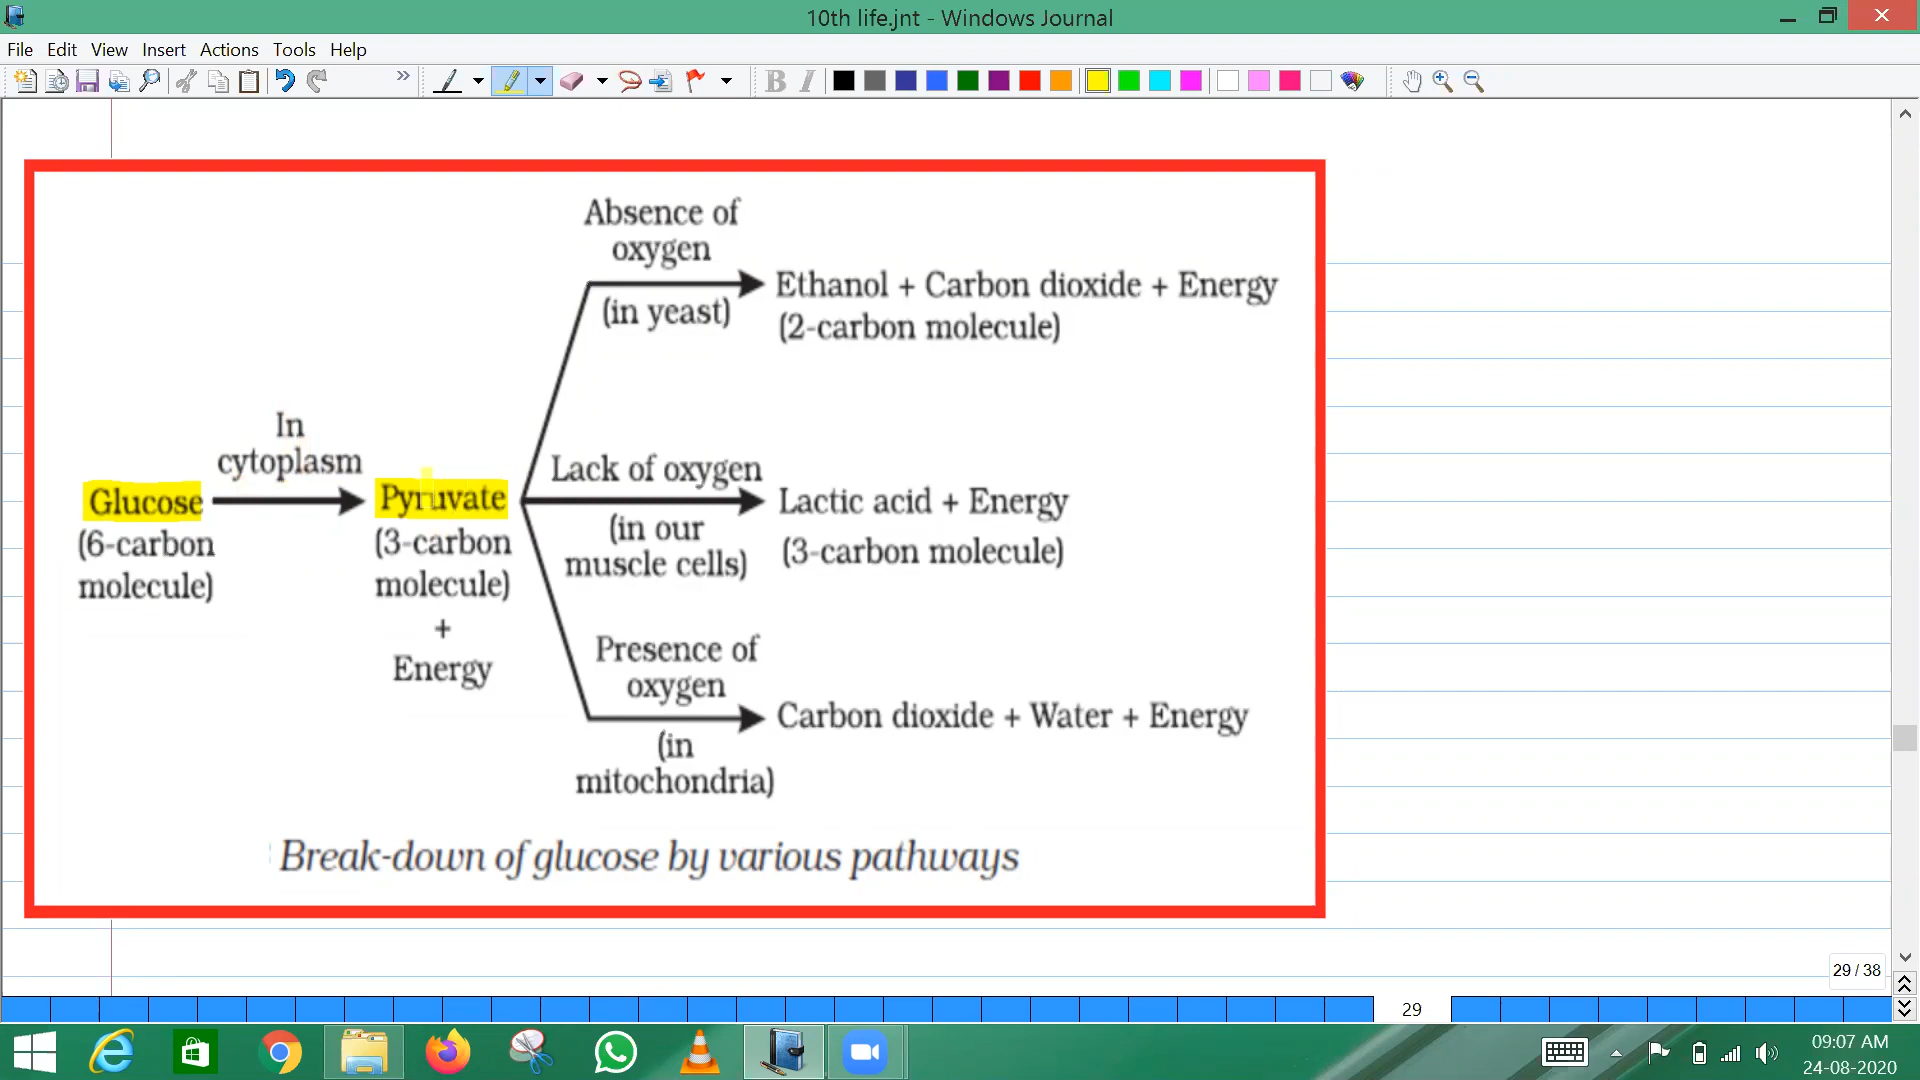 10th life.jnt - Windows Journal
File Edit View Insert Actions Tools Help
B I
Absence of
oxygen
(in yeast)
Ethanol + Carbon dioxide + Energy
(2-carbon molecule)
In
cytoplasm
Glucose
(6-carbon
molecule)
Pyruvate
(3-carbon
molecule)
+
Energy
Lack of oxygen
(in our
muscle cells)
Lactic acid + Energy
(3-carbon molecule)
Presence of
oxygen
(in
mitochondria)
Carbon dioxide + Water + Energy
Break-down of glucose by various pathways
29 / 38
29
09:07 AM
24-08-2020